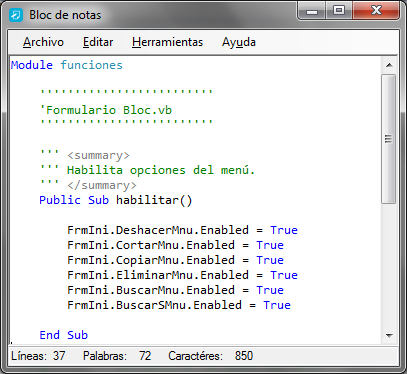 Bloc de notas
Archivo Editar Herramientas Ayuda
Module funciones
'''''''''''''''''''''''''
'Formulario Bloc.vb
'''''''''''''''''''''''''
''' <summary>
''' Habilita opciones del menú.
''' </summary>
Public Sub habilitar()
FrmIni.DeshacerMnu.Enabled = True
FrmIni.CortarMnu.Enabled = True
FrmIni.CopiarMnu.Enabled = True
FrmIni.EliminarMnu.Enabled = True
FrmIni.BuscarMnu.Enabled = True
FrmIni.BuscarSMnu.Enabled = True
End Sub
Líneas: 37 Palabras: 72 Caractéres: 850